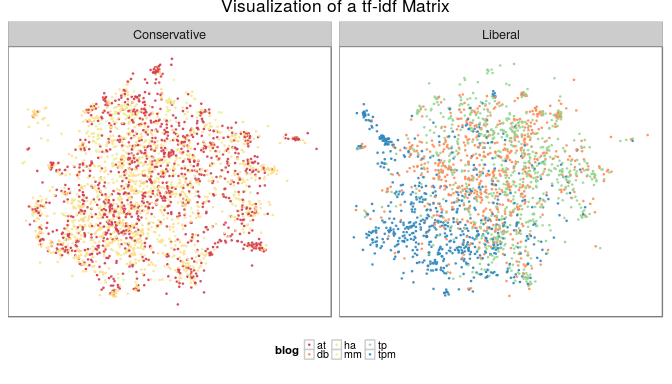 Visualization of a tf-idf Matrix
Conservative
Liberal
blog
at
ha
tp
db
mm
tpm